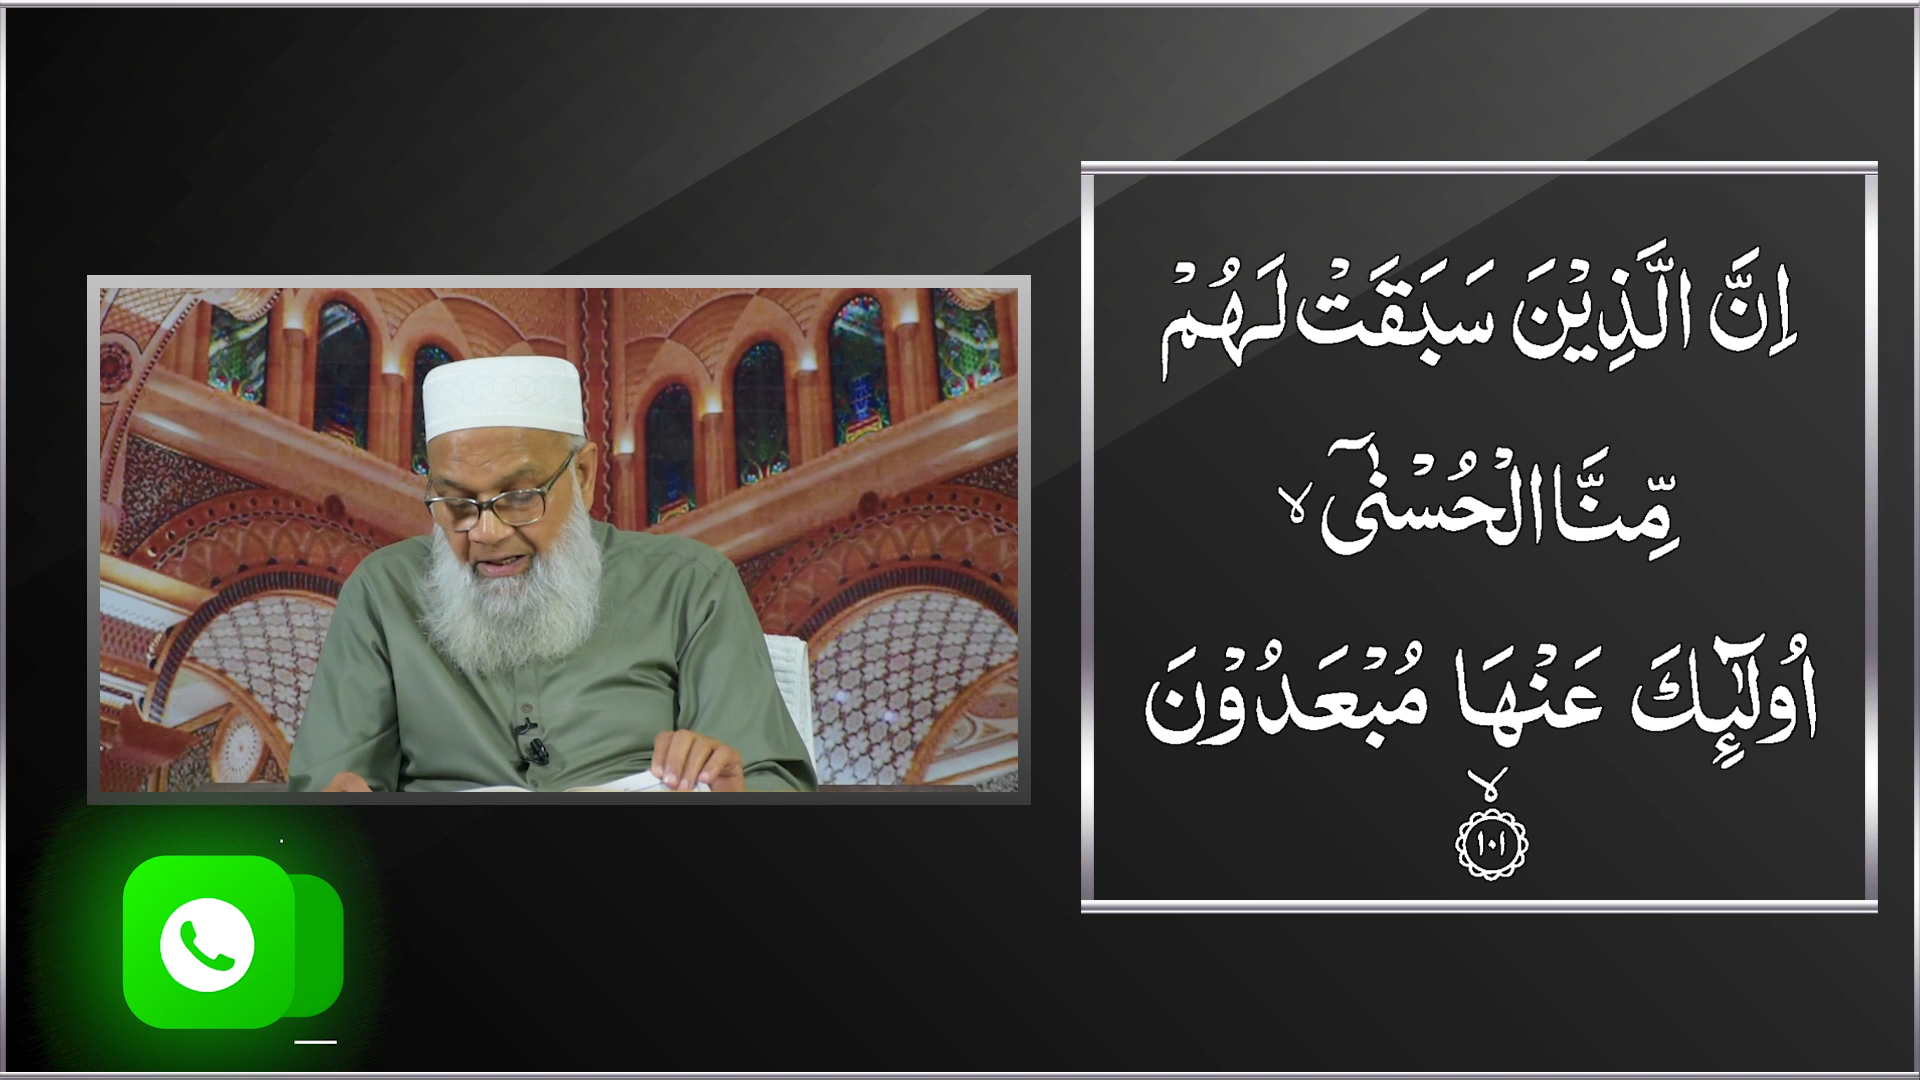 اِنَّ الَّذِيْنَ سَبَقَتْ لَهُمْ
مِّنَّا الْحُسْنٰٓى ۙ
اُولٰٓئِكَ عَنْهَا مُبْعَدُوْنَ
ۙ
۝١٠١